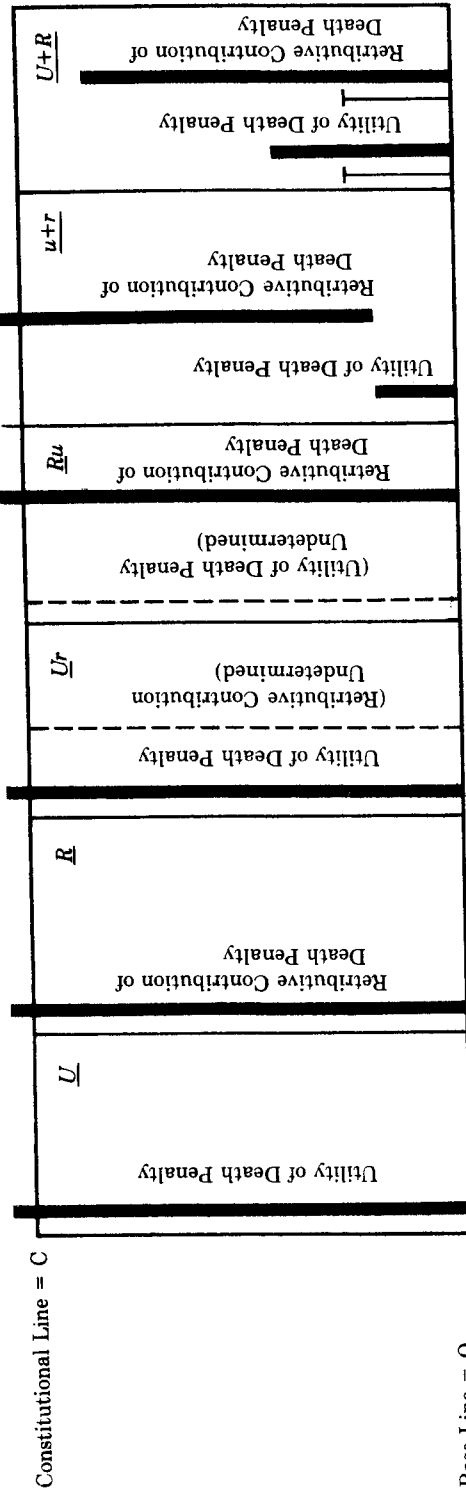 Constitutional Line = C
Base Line = O
U
Utility of Death Penalty
R
Retributive Contribution of
Death Penalty
Ur
Utility of Death Penalty
(Retributive Contribution
Undetermined)
Ru
(Utility of Death Penalty
Undetermined)
Retributive Contribution of
Death Penalty
u+r
Utility of Death Penalty
Retributive Contribution of
Death Penalty
U+R
Utility of
Death Penalty
Retributive Contribution of
Death Penalty